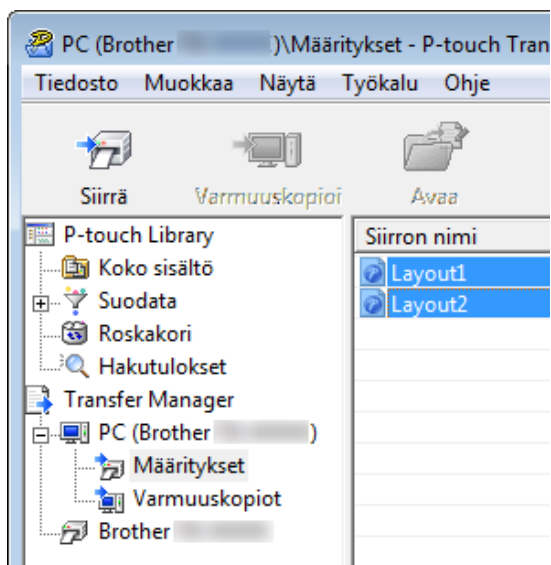 PC (Brother )\Määritykset - P-touch Tran
Tiedosto Muokkaa Näytä Työkalu Ohje
Siirrä Varmuuskopioi Avaa
P-touch Library
Koko sisältö
Suodata
Roskakori
Hakutulokset
Transfer Manager
PC (Brother )
Määritykset
Varmuuskopiot
Brother
Siirron nimi
Layout1
Layout2